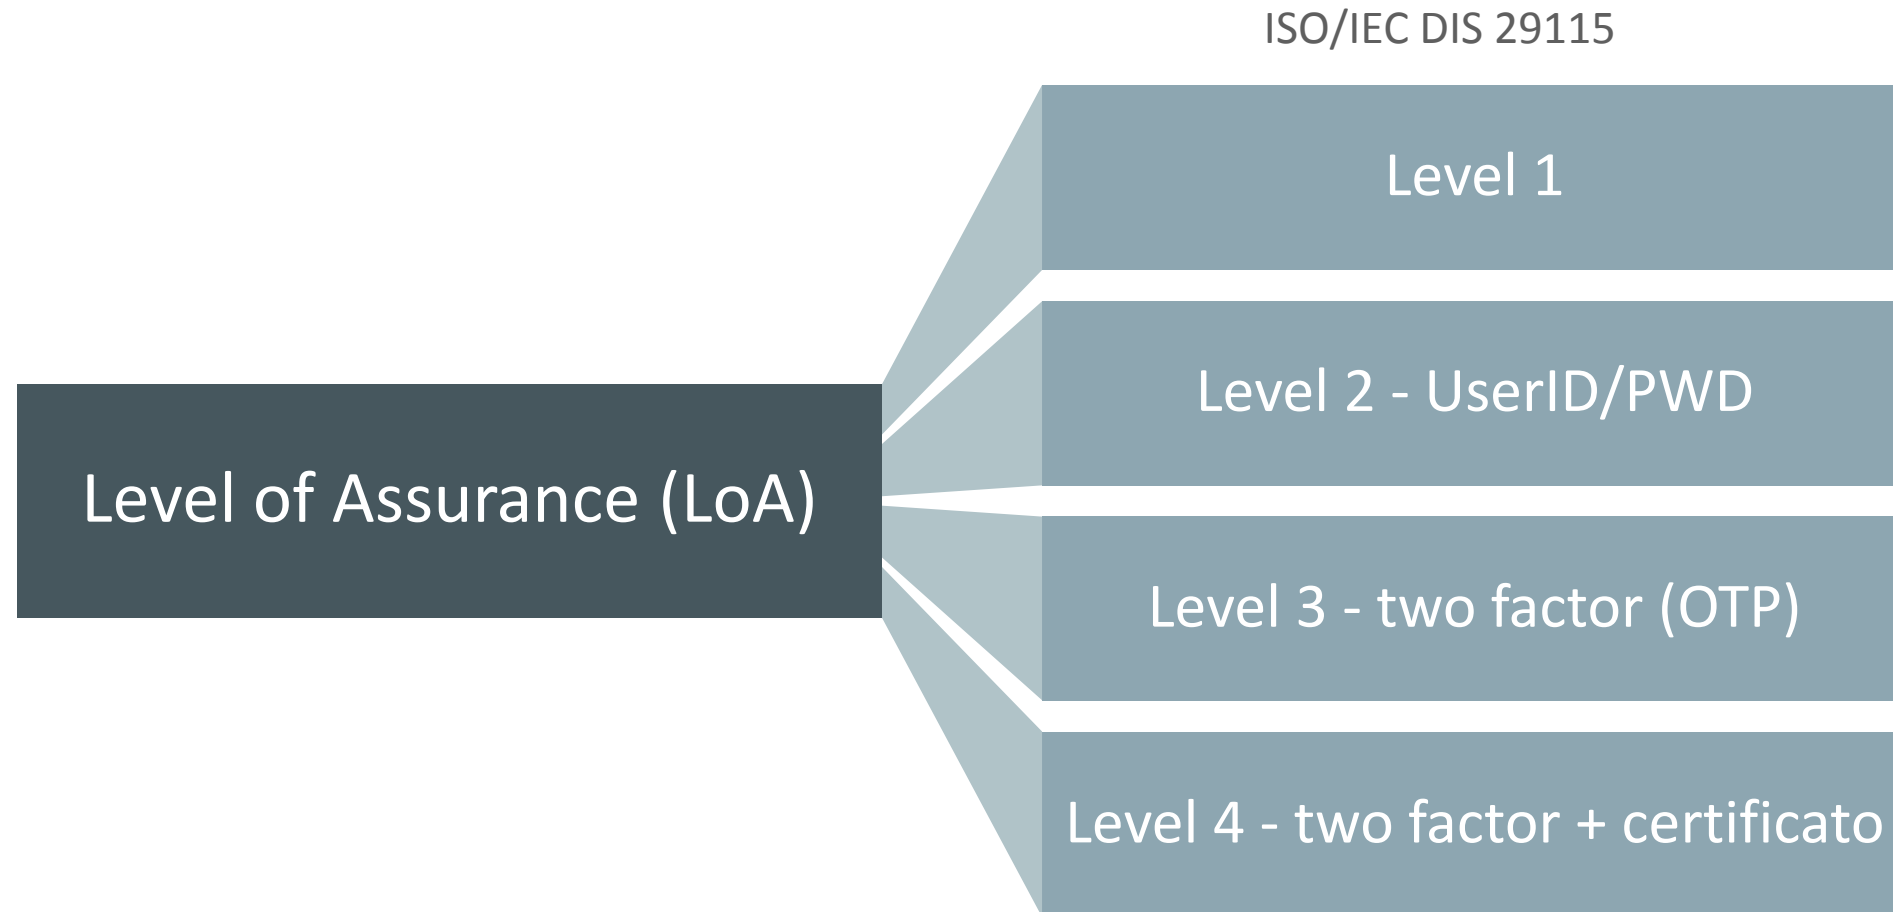 ISO/IEC DIS 29115
Level 1
Level 2 - UserID/PWD
Level of Assurance (LoA)
Level 3 - two factor (OTP)
Level 4 - two factor + certificato